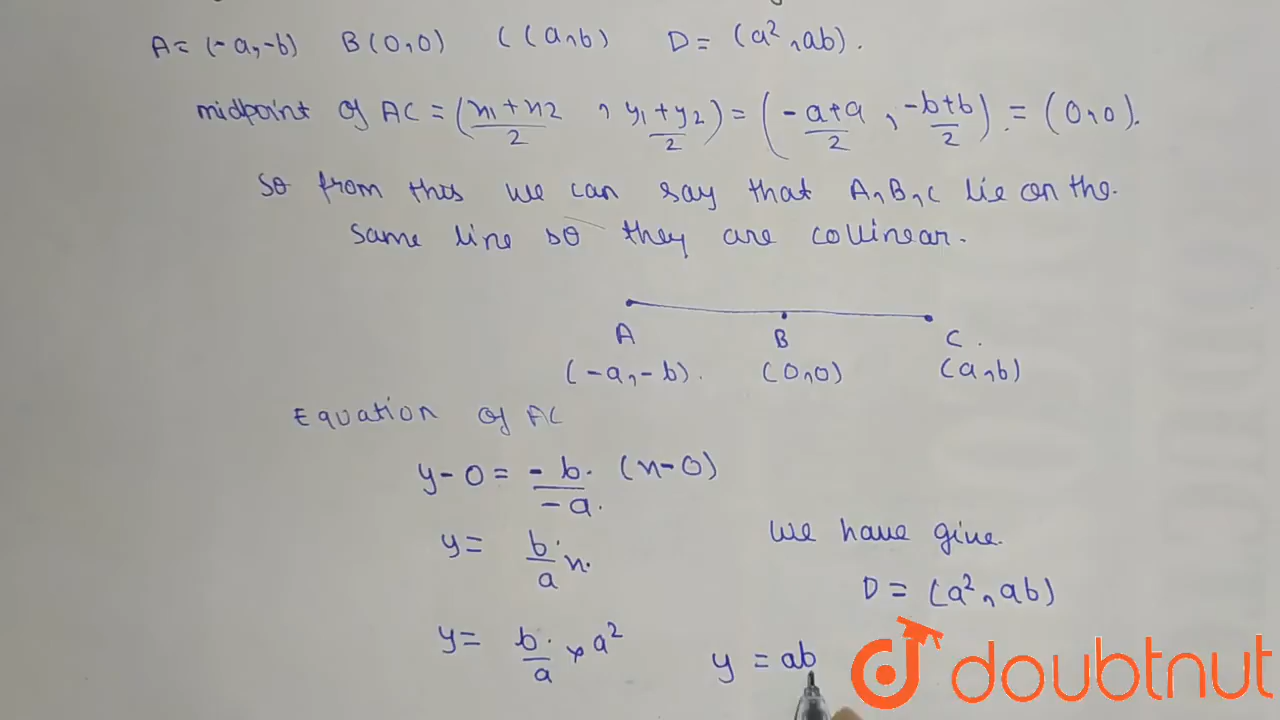 A = (-a,-b) B(0,0) C(a,b) D = (a²,ab).
midpoint of AC = (x1+x2/2 , y1+y2/2) = (-a+a/2 , -b+b/2) = (0,0).
So from this we can say that A,B,C lie on the.
same line so they are collinear.
A B C .
(-a,-b). (0,0) (a,b)
Equation of AC
y-0 = -b/-a. (x-0)
y = b/a x.
We have give.
D = (a²,ab)
y = b/a × a²
y = ab
doubtnut